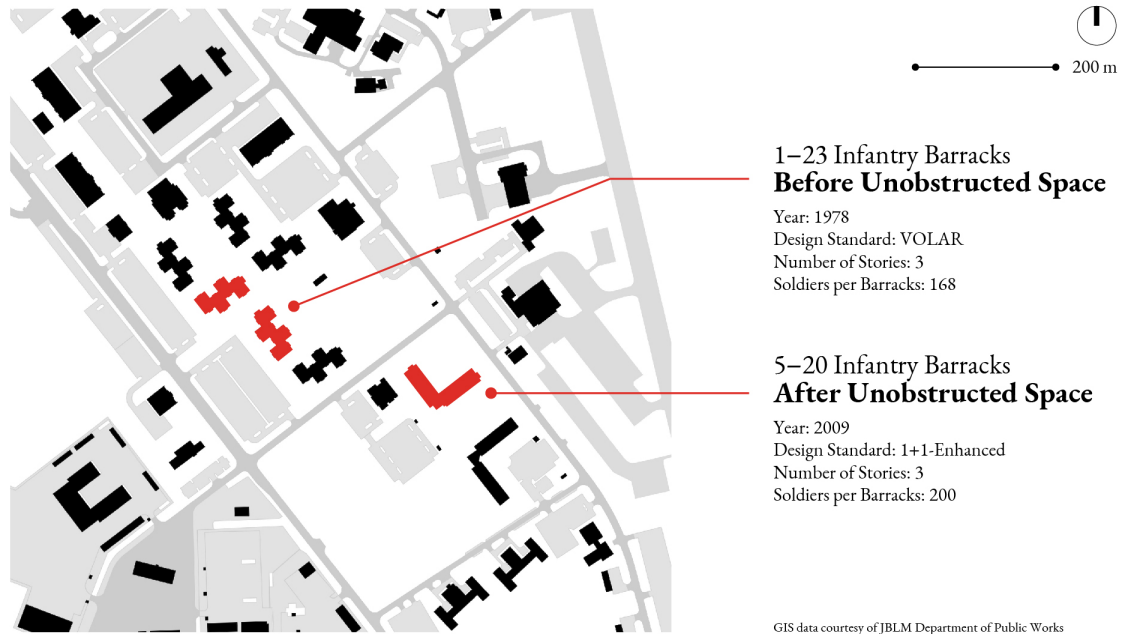 200 m
1–23 Infantry Barracks
Before Unobstructed Space
Year: 1978
Design Standard: VOLAR
Number of Stories: 3
Soldiers per Barracks: 168
5–20 Infantry Barracks
After Unobstructed Space
Year: 2009
Design Standard: 1+1-Enhanced
Number of Stories: 3
Soldiers per Barracks: 200
GIS data courtesy of JBLM Department of Public Works